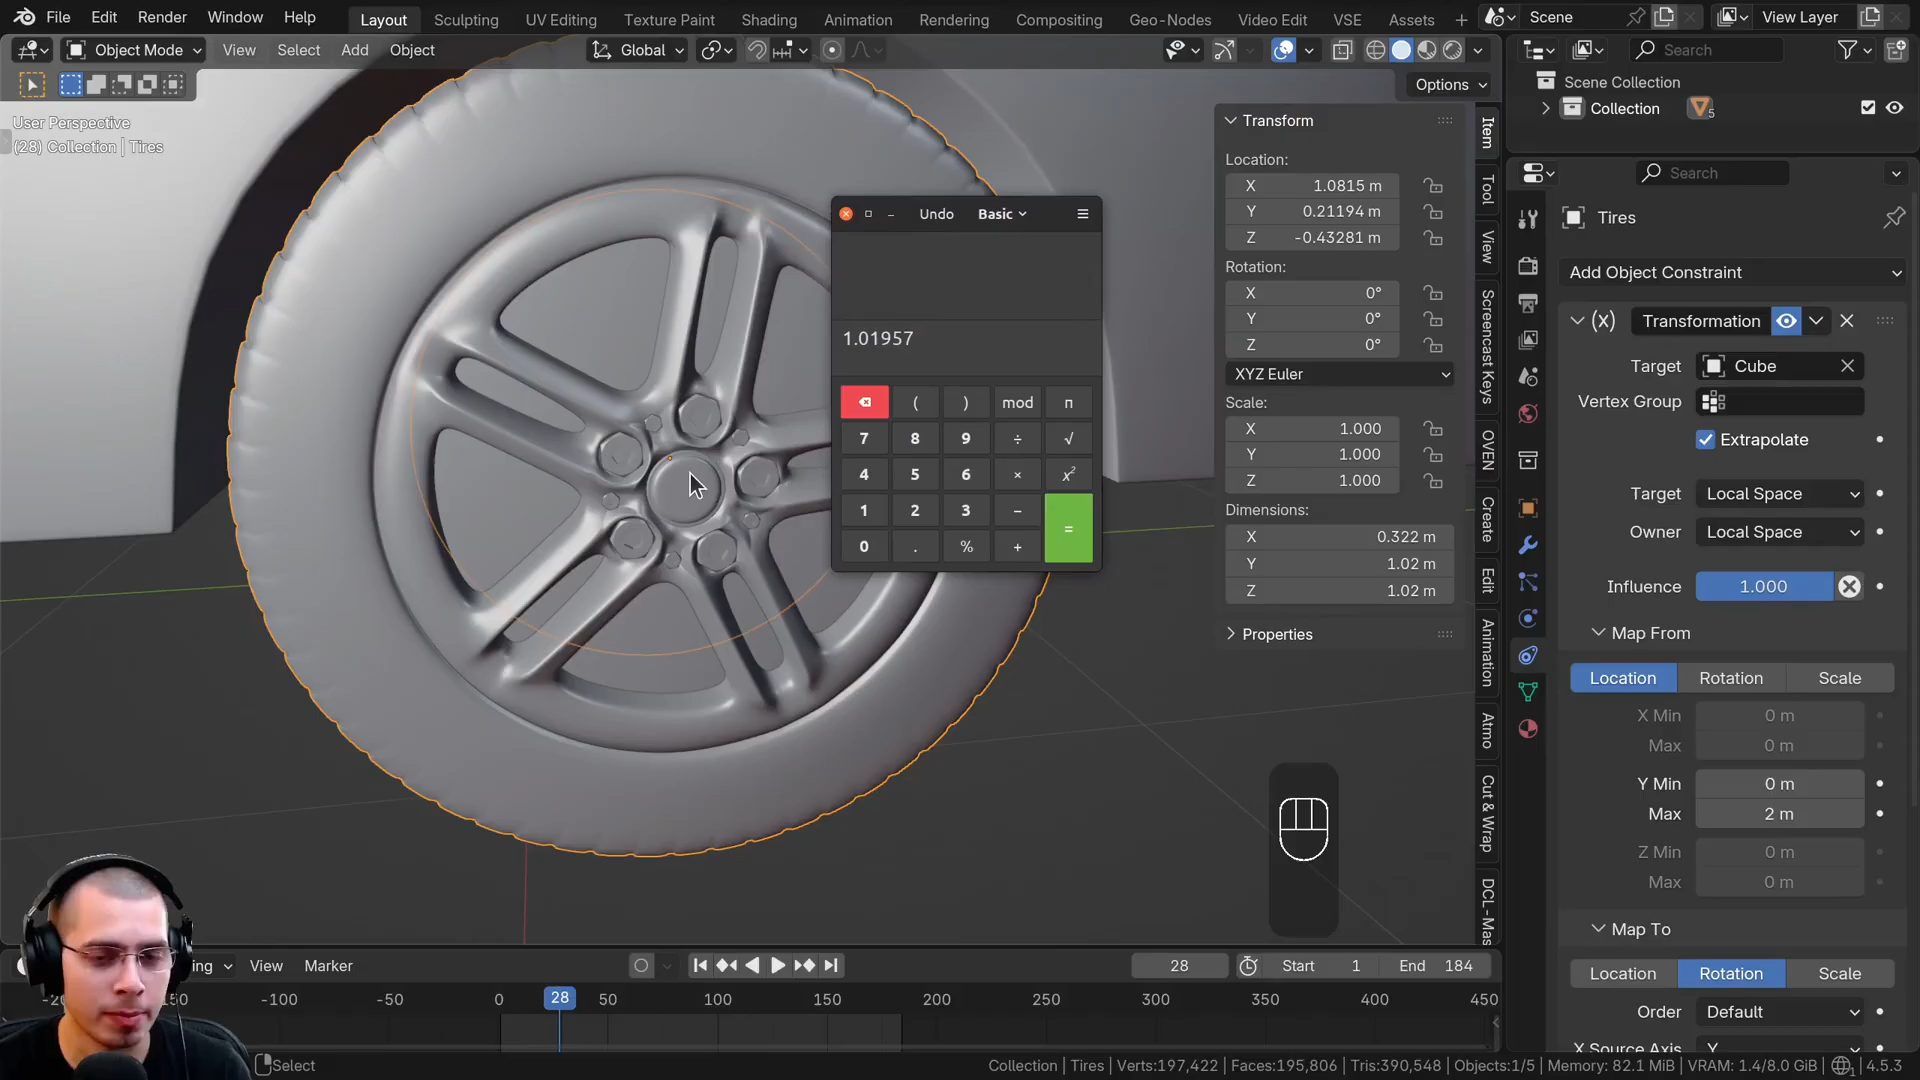 File Edit Render Window Help Layout Sculpting UV Editing Texture Paint Shading Animation Rendering Compositing Geo-Nodes Video Edit VSE Assets + Scene View Layer
Object Mode View Select Add Object Global Search
Options
User Perspective
(28) Collection | Tires
Scene Collection
Collection 5
Transform
Location:
X 1.0815 m
Y 0.21194 m
Z -0.43281 m
Rotation:
X 0°
Y 0°
Z 0°
XYZ Euler
Scale:
X 1.000
Y 1.000
Z 1.000
Dimensions:
X 0.322 m
Y 1.02 m
Z 1.02 m
Properties
Item
Tool
View
Screencast Keys
OVEN
Create
Edit
Animation
Atmo
Cut & Wrap
DCL-Mas
Undo Basic
1.01957
( ) mod π
7 8 9 ÷ √
4 5 6 × x²
1 2 3 −
0 . % + =
Search
Tires
Add Object Constraint
(X) Transformation
Target Cube
Vertex Group
Extrapolate
Target Local Space
Owner Local Space
Influence 1.000
Map From
Location Rotation Scale
X Min 0 m
Max 0 m
Y Min 0 m
Max 2 m
Z Min 0 m
Max 0 m
Map To
Location Rotation Scale
Order Default
X Source Axis Y
ing View Marker 28 Start 1 End 184
-100 -50 0 28 50 100 150 200 250 300 350 400 450
Select
Collection | Tires | Verts:197,422 | Faces:195,806 | Tris:390,548 | Objects:1/5 | Memory: 82.1 MiB | VRAM: 1.4/8.0 GiB | 4.5.3